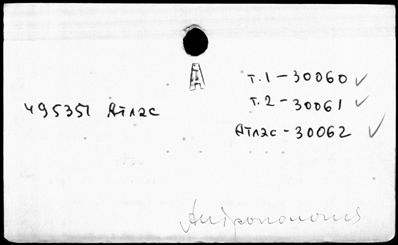 А
т.1-30060 ✓
т.2-30061 ✓
495351 Атлас
Атлас-30062 ✓